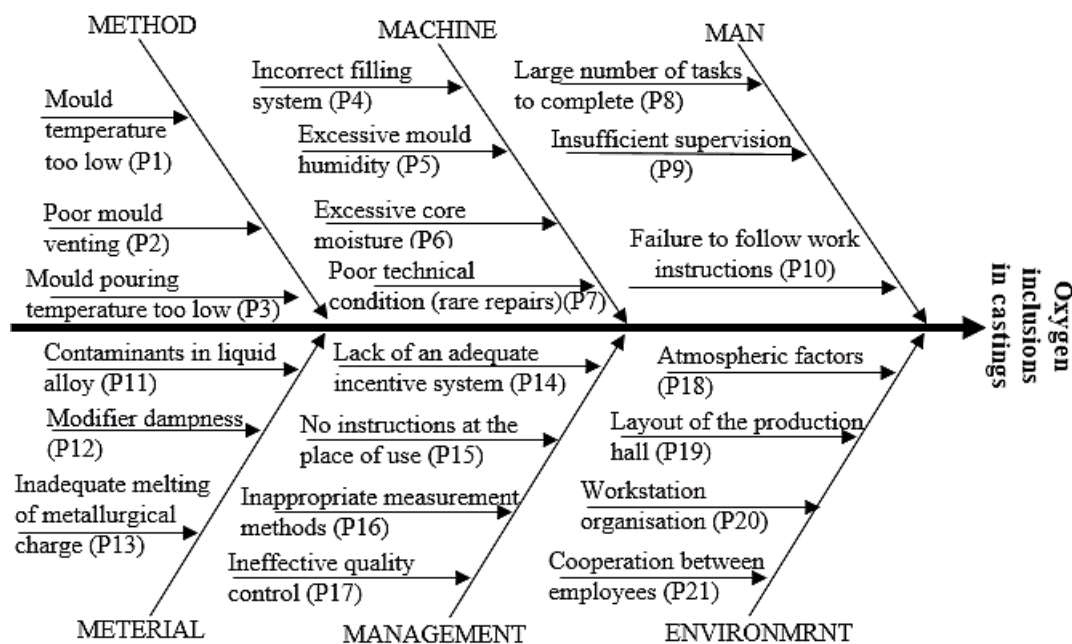 METHOD
MACHINE
MAN
Mould
temperature
too low (P1)
Poor mould
venting (P2)
Mould pouring
temperature too low (P3)
Incorrect filling
system (P4)
Excessive mould
humidity (P5)
Excessive core
moisture (P6)
Poor technical
condition (rare repairs)(P7)
Large number of tasks
to complete (P8)
Insufficient supervision
(P9)
Failure to follow work
instructions (P10)
Oxygen
inclusions
in castings
Contaminants in liquid
alloy (P11)
Modifier dampness
(P12)
Inadequate melting
of metallurgical
charge (P13)
Lack of an adequate
incentive system (P14)
No instructions at the
place of use (P15)
Inappropriate measurement
methods (P16)
Ineffective quality
control (P17)
Atmospheric factors
(P18)
Layout of the production
hall (P19)
Workstation
organisation (P20)
Cooperation between
employees (P21)
METERIAL
MANAGEMENT
ENVIRONMRNT